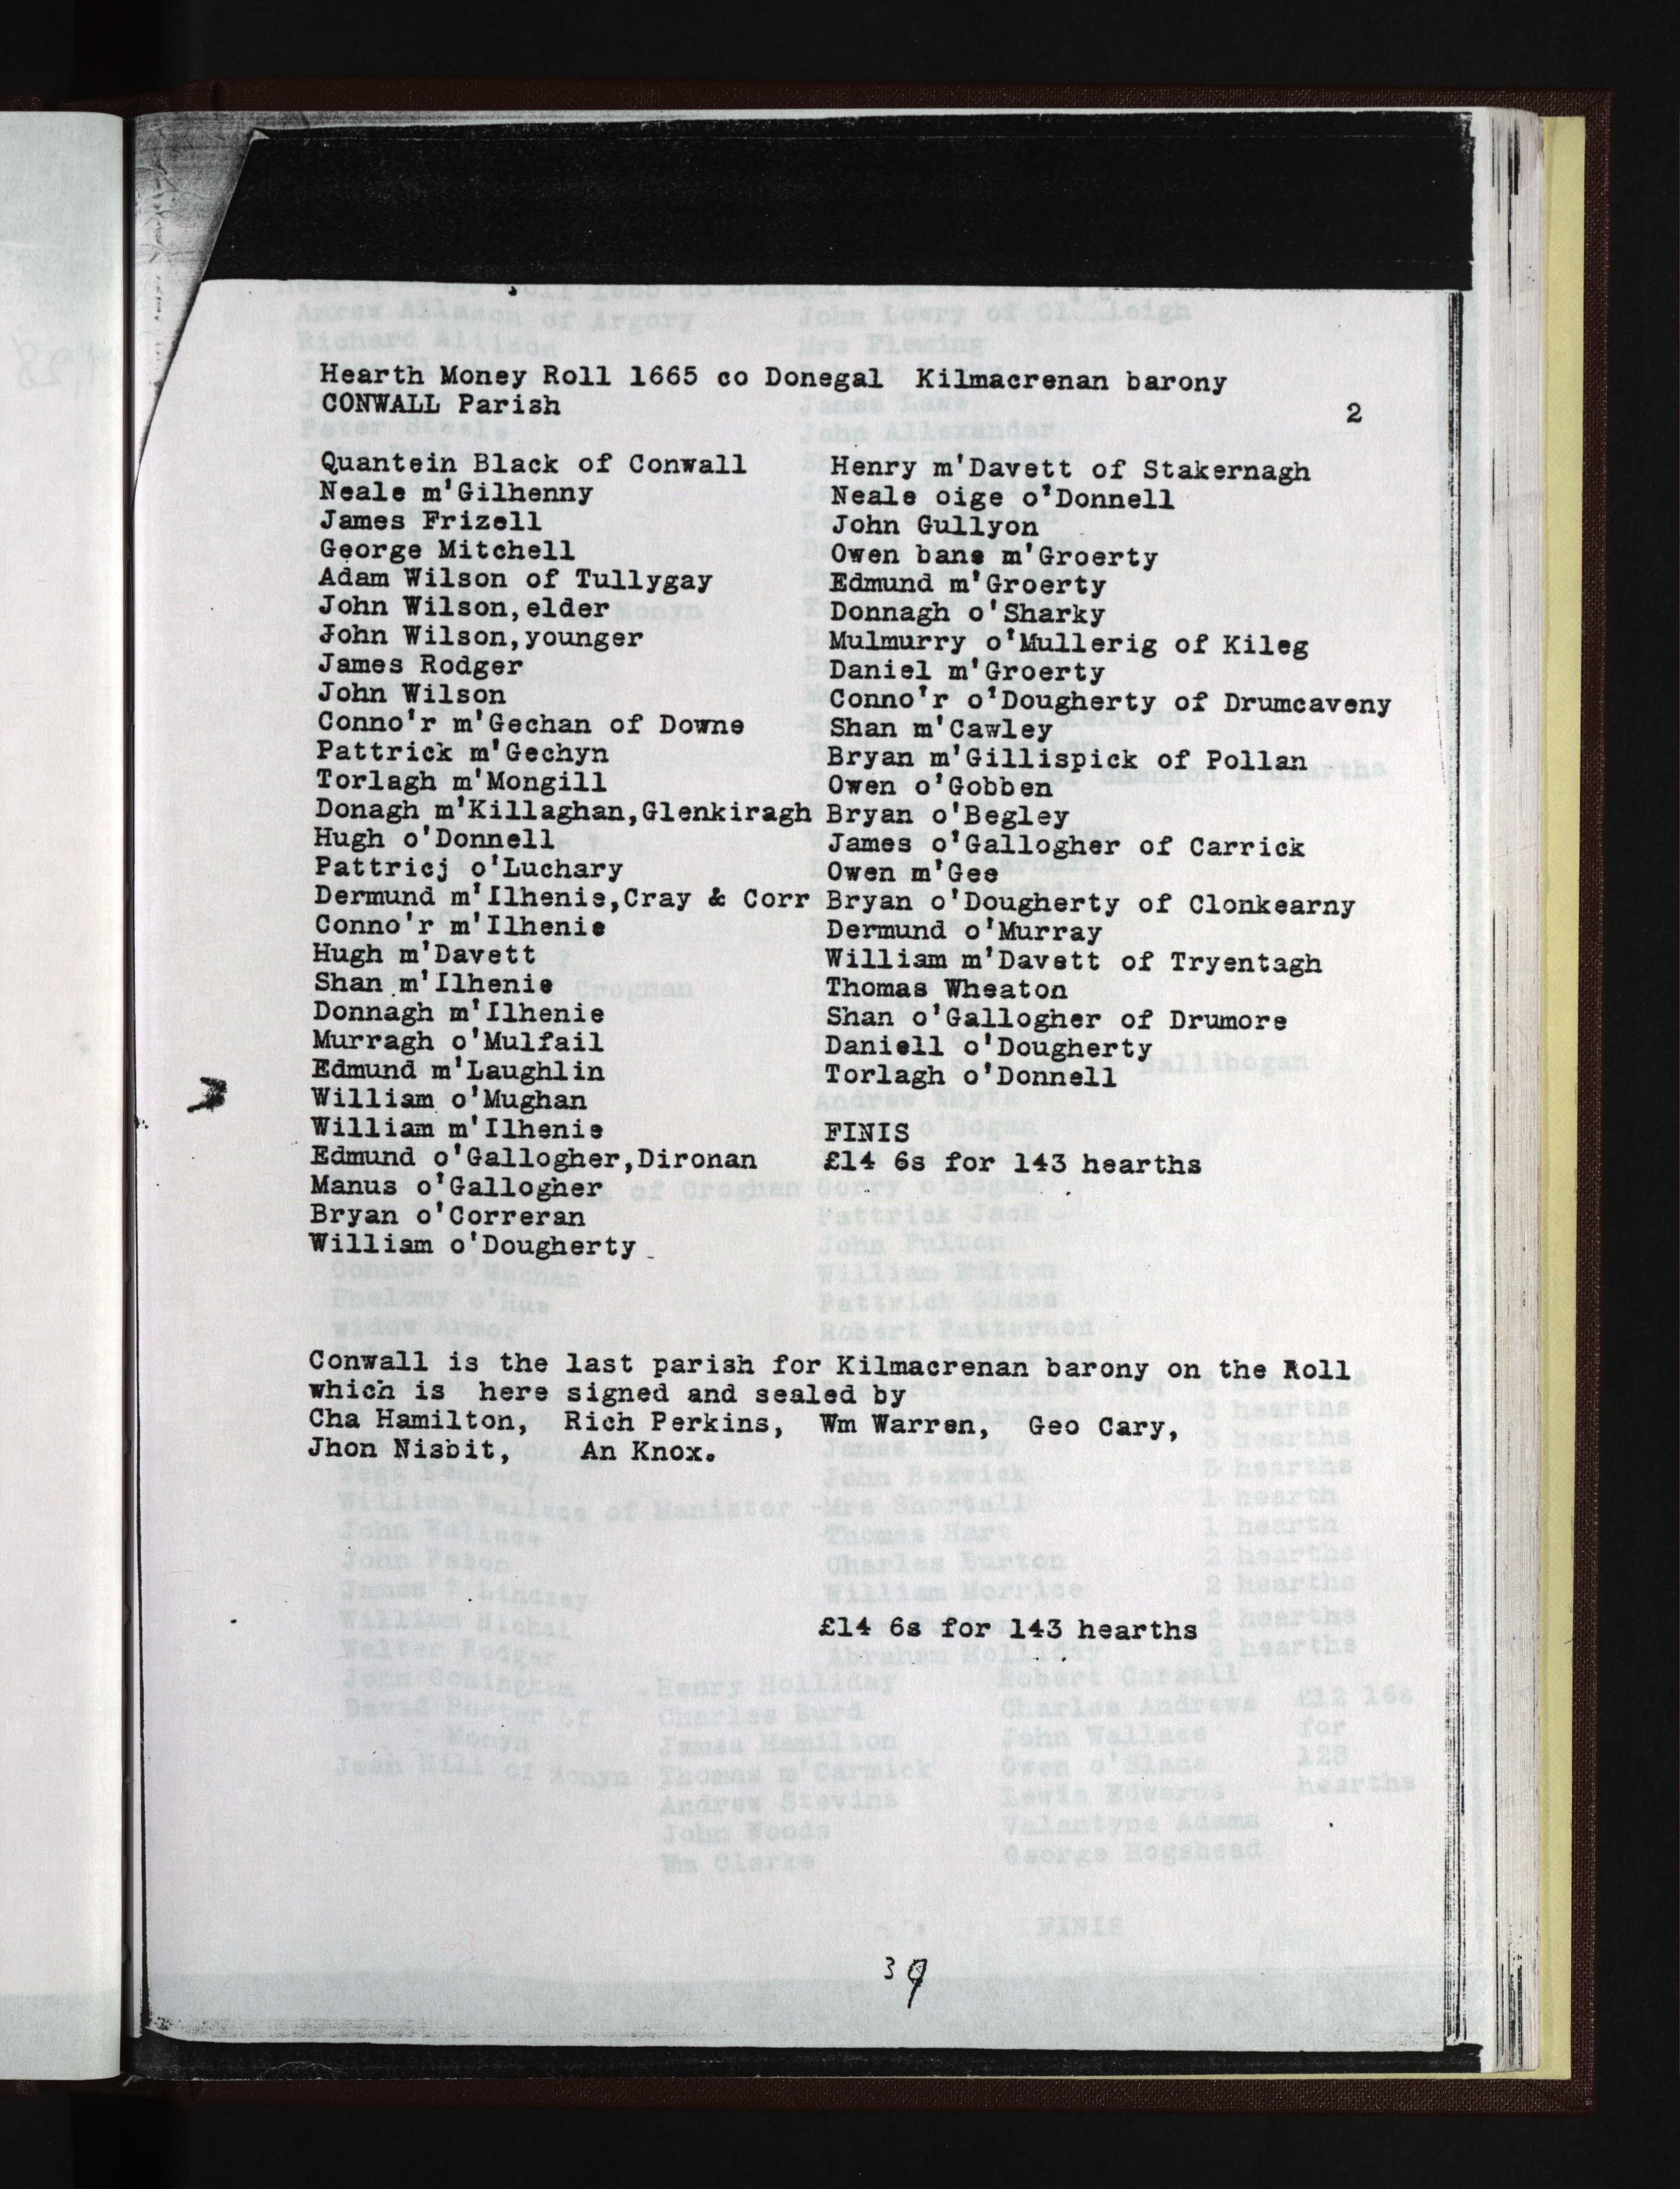 Hearth Money Roll 1665 co Donegal Kilmacrenan barony
CONWALL Parish
2
Quantein Black of Conwall
Neale m'Gilhenny
James Frizell
George Mitchell
Adam Wilson of Tullygay
John Wilson,elder
John Wilson,younger
James Rodger
John Wilson
Conno'r m'Gechan of Downe
Pattrick m'Gechyn
Torlagh m'Mongill
Donagh m'Killaghan,Glenkiragh
Hugh o'Donnell
Pattricj o'Luchary
Dermund m'Ilhenie,Cray & Corr
Conno'r m'Ilhenie
Hugh m'Davett
Shan m'Ilhenie
Donnagh m'Ilhenie
Murragh o'Mulfail
Edmund m'Laughlin
William o'Mughan
William m'Ilhenie
Edmund o'Gallogher,Dironan
Manus o'Gallogher
Bryan o'Correran
William o'Dougherty
Henry m'Davett of Stakernagh
Neale oige o'Donnell
John Gullyon
Owen bane m'Groerty
Edmund m'Groerty
Donnagh o'Sharky
Mulmurry o'Mullerig of Kileg
Daniel m'Groerty
Conno'r o'Dougherty of Drumcaveny
Shan m'Cawley
Bryan m'Gillispick of Pollan
Owen o'Gobben
Bryan o'Begley
James o'Gallogher of Carrick
Owen m'Gee
Bryan o'Dougherty of Clonkearny
Dermund o'Murray
William m'Davett of Tryentagh
Thomas Wheaton
Shan o'Gallogher of Drumore
Daniell o'Dougherty
Torlagh o'Donnell
FINIS
£14 6s for 143 hearths
Conwall is the last parish for Kilmacrenan barony on the Roll
which is here signed and sealed by
Cha Hamilton, Rich Perkins, Wm Warren, Geo Cary,
Jhon Nisbit, An Knox.
£14 6s for 143 hearths
39